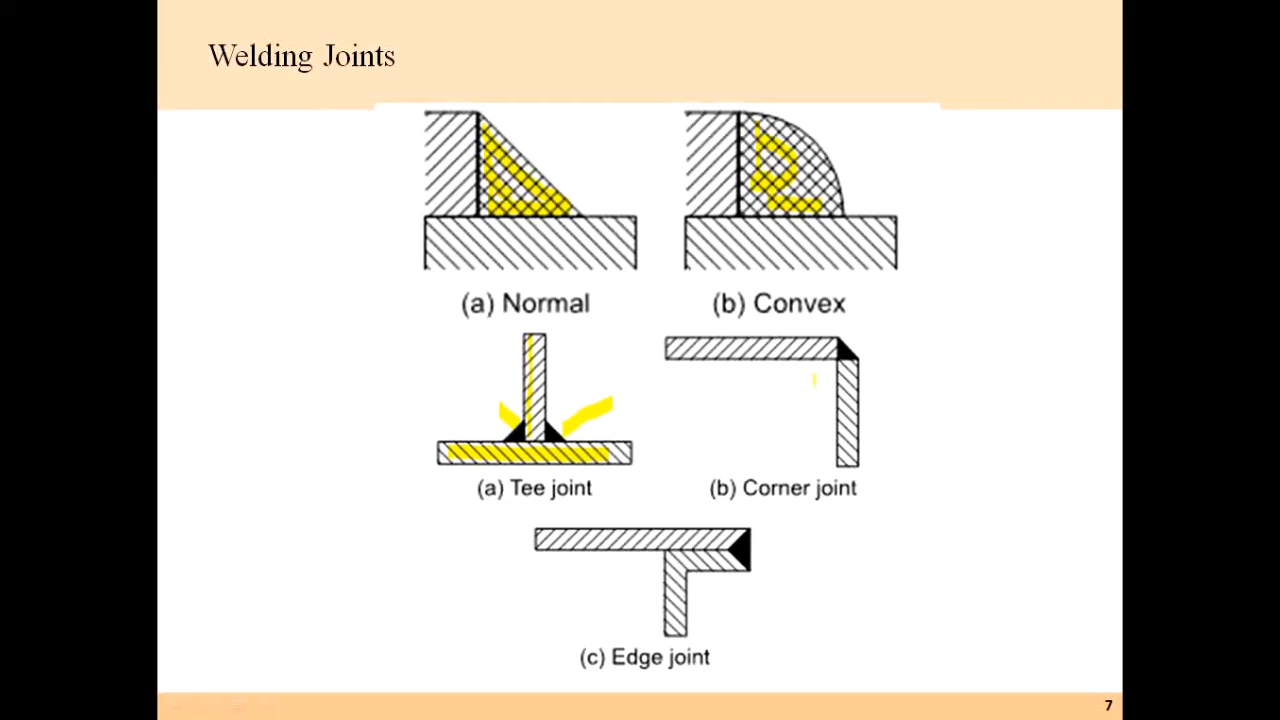 Welding Joints
(a) Normal
(b) Convex
(a) Tee joint
(b) Corner joint
(c) Edge joint
7